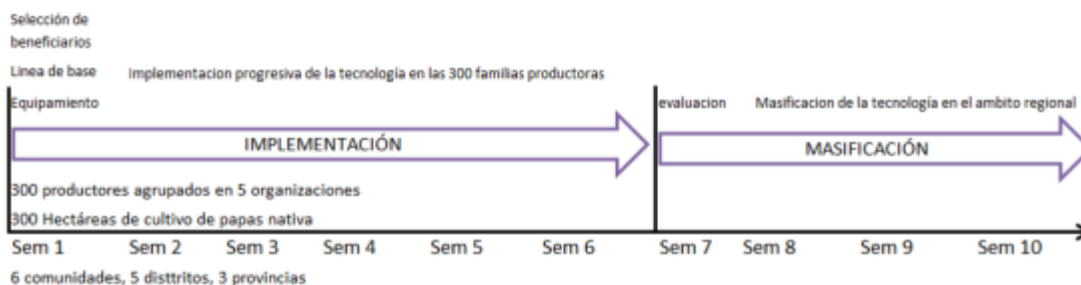 Selección de
beneficiarios
Linea de base
Implementacion progresiva de la tecnología en las 300 familias productoras
Equipamiento
evaluacion
Masificacion de la tecnología en el ambito regional
IMPLEMENTACIÓN
MASIFICACIÓN
300 productores agrupados en 5 organizaciones
300 Hectáreas de cultivo de papas nativa
Sem 1 Sem 2 Sem 3 Sem 4 Sem 5 Sem 6 Sem 7 Sem 8 Sem 9 Sem 10
6 comunidades, 5 disttritos, 3 provincias